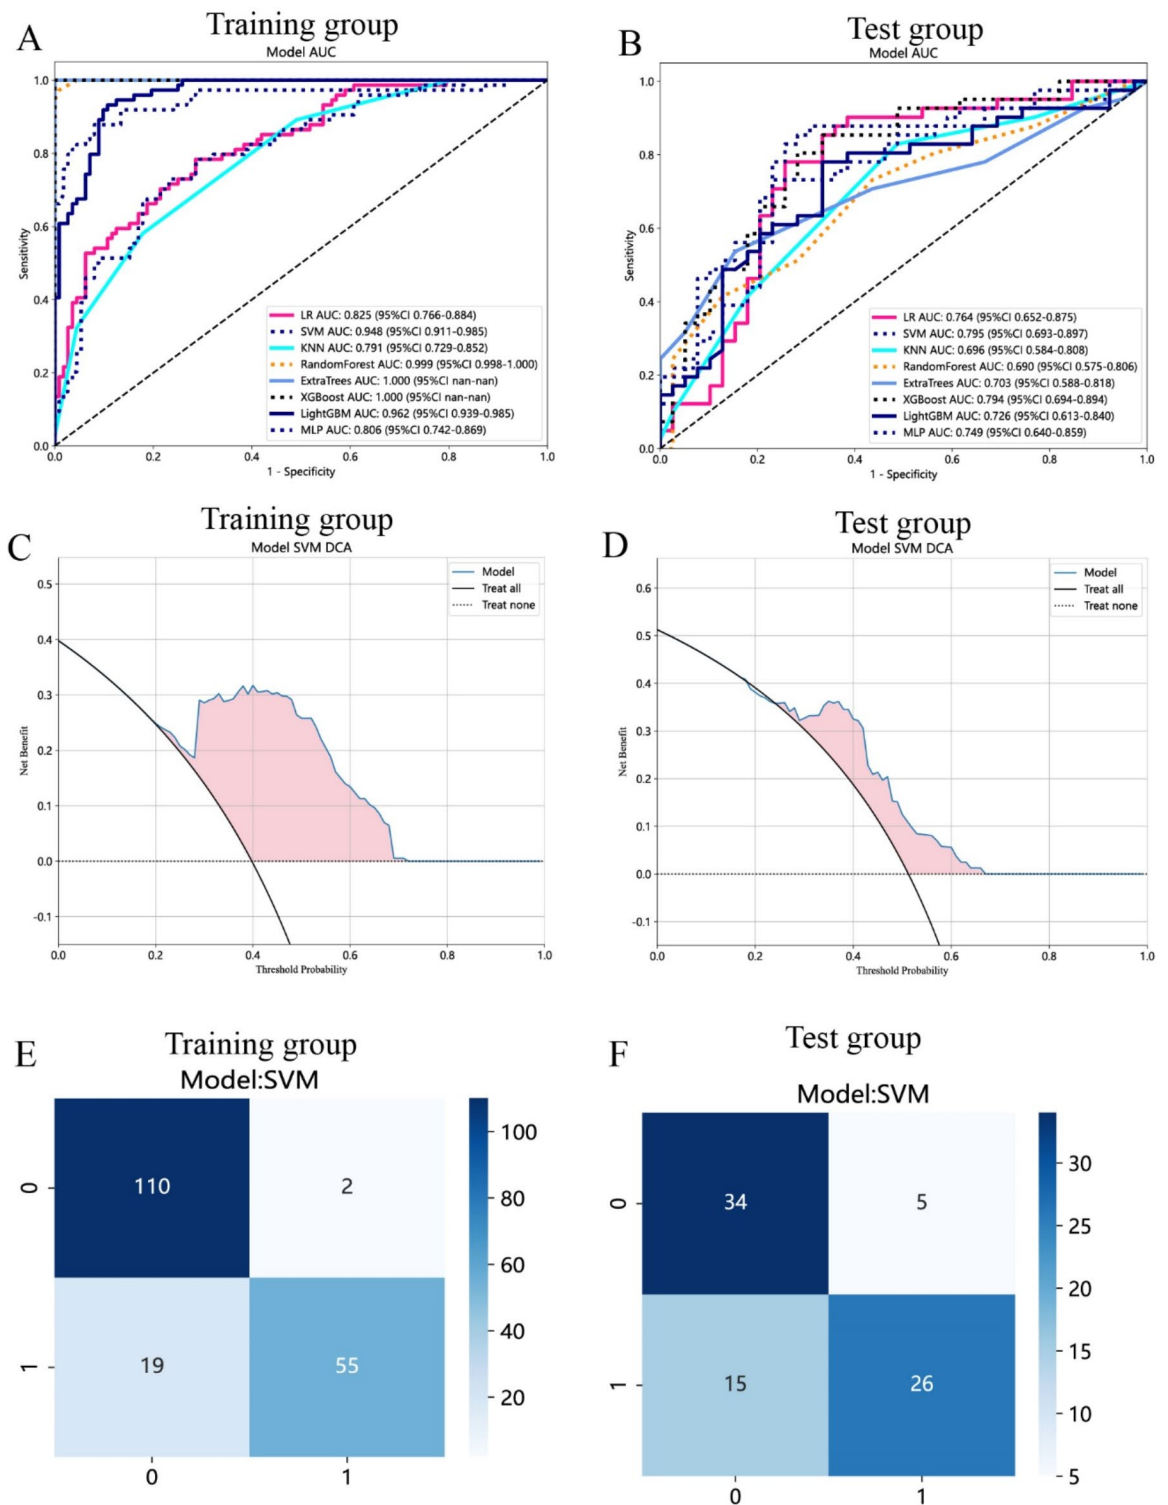 A
Training group
Model AUC
1.0
0.8
0.6
0.4
0.2
0.0
Sensitivity
LR AUC: 0.825 (95%CI 0.766-0.884)
SVM AUC: 0.948 (95%CI 0.911-0.985)
KNN AUC: 0.791 (95%CI 0.729-0.852)
RandomForest AUC: 0.999 (95%CI 0.998-1.000)
ExtraTrees AUC: 1.000 (95%CI nan-nan)
XGBoost AUC: 1.000 (95%CI nan-nan)
LightGBM AUC: 0.962 (95%CI 0.939-0.985)
MLP AUC: 0.806 (95%CI 0.742-0.869)
0.0 0.2 0.4 0.6 0.8 1.0
1 - Specificity
B
Test group
Model AUC
1.0
0.8
0.6
0.4
0.2
0.0
Sensitivity
LR AUC: 0.764 (95%CI 0.652-0.875)
SVM AUC: 0.795 (95%CI 0.693-0.897)
KNN AUC: 0.696 (95%CI 0.584-0.808)
RandomForest AUC: 0.690 (95%CI 0.575-0.806)
ExtraTrees AUC: 0.703 (95%CI 0.588-0.818)
XGBoost AUC: 0.794 (95%CI 0.694-0.894)
LightGBM AUC: 0.726 (95%CI 0.613-0.840)
MLP AUC: 0.749 (95%CI 0.640-0.859)
0.0 0.2 0.4 0.6 0.8 1.0
1 - Specificity
C
Training group
Model SVM DCA
Model
Treat all
Treat none
0.5
0.4
0.3
0.2
0.1
0.0
-0.1
Net Benefit
0.0 0.2 0.4 0.6 0.8 1.0
Threshold Probability
D
Test group
Model SVM DCA
Model
Treat all
Treat none
0.6
0.5
0.4
0.3
0.2
0.1
0.0
-0.1
Net Benefit
0.0 0.2 0.4 0.6 0.8 1.0
Threshold Probability
E
Training group
Model:SVM
0
110 2
1
19 55
0 1
100
80
60
40
20
F
Test group
Model:SVM
0
34 5
1
15 26
0 1
30
25
20
15
10
5